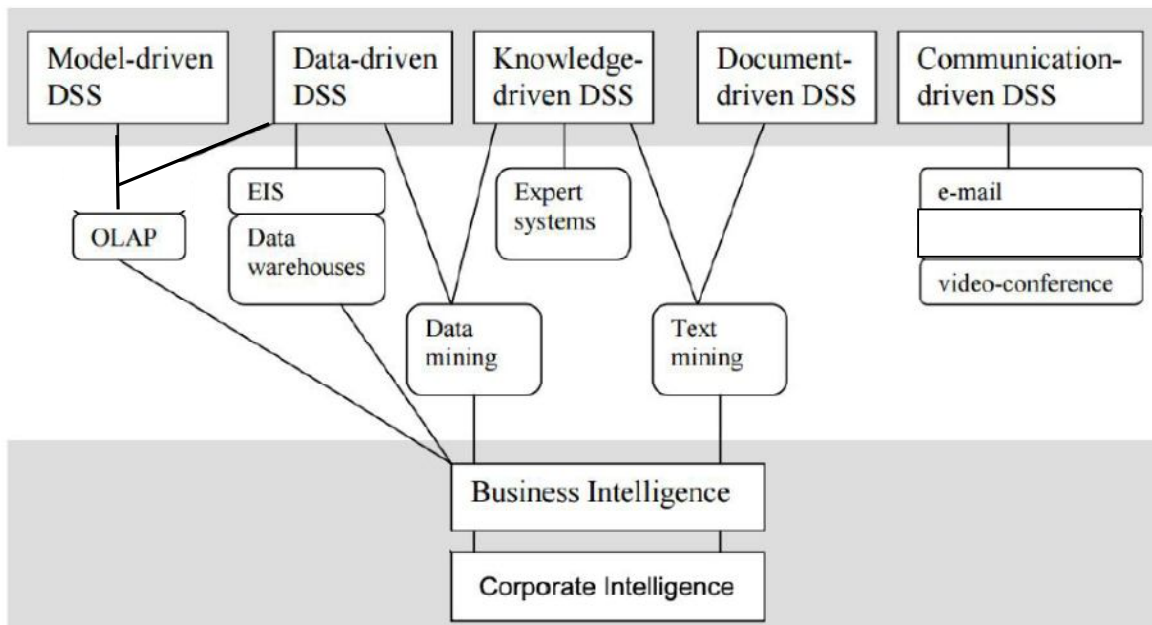 Model-driven
DSS
Data-driven
DSS
Knowledge-
driven DSS
Document-
driven DSS
Communication-
driven DSS
EIS
Expert
systems
e-mail
OLAP
Data
warehouses
video-conference
Data
mining
Text
mining
Business Intelligence
Corporate Intelligence